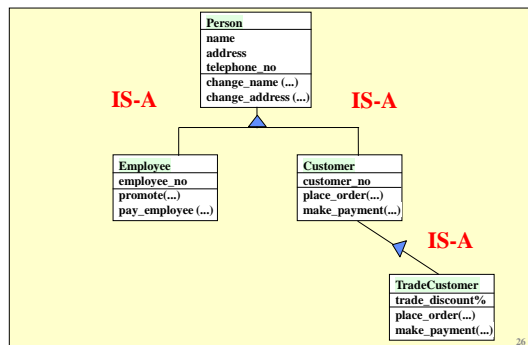 Person
name
address
telephone_no
change_name (...)
change_address (...)
IS-A
IS-A
Employee
employee_no
promote(...)
pay_employee (...)
Customer
customer_no
place_order(...)
make_payment(...)
IS-A
TradeCustomer
trade_discount%
place_order(...)
make_payment(...)
26